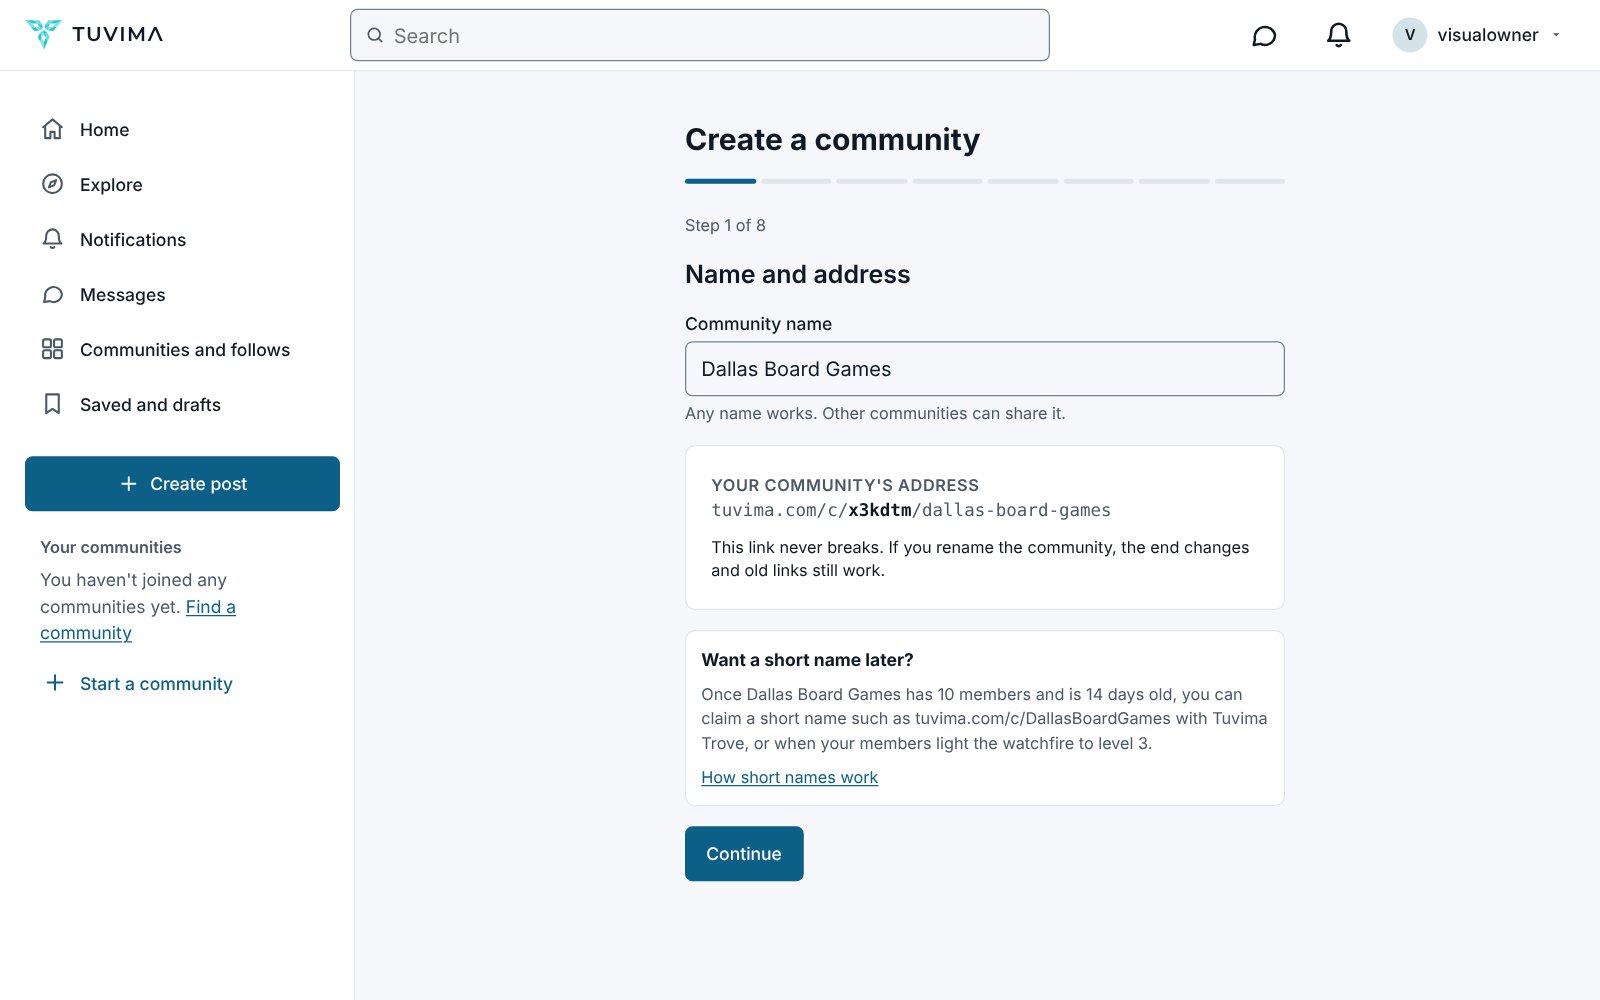 TUVIMA
Search
V
visualowner
Home
Explore
Notifications
Messages
Communities and follows
Saved and drafts
Create post
Your communities
You haven't joined any
communities yet. Find a
community
Start a community
Create a community
Step 1 of 8
Name and address
Community name
Dallas Board Games
Any name works. Other communities can share it.
YOUR COMMUNITY'S ADDRESS
tuvima.com/c/x3kdtm/dallas-board-games
This link never breaks. If you rename the community, the end changes
and old links still work.
Want a short name later?
Once Dallas Board Games has 10 members and is 14 days old, you can
claim a short name such as tuvima.com/c/DallasBoardGames with Tuvima
Trove, or when your members light the watchfire to level 3.
How short names work
Continue